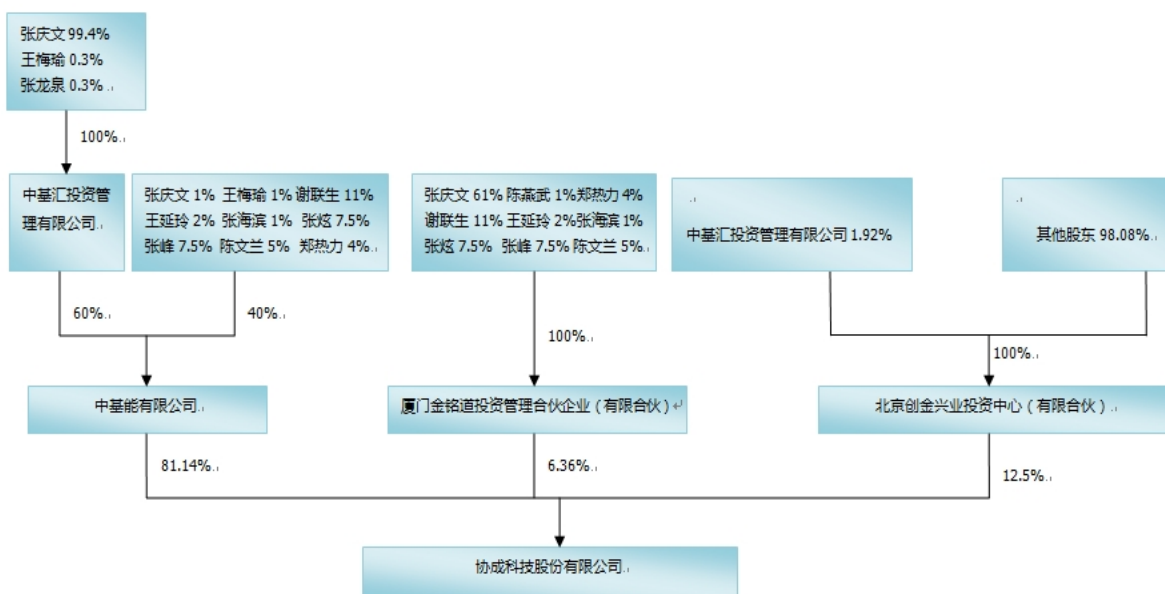 张庆文 99.4%
王梅瑜 0.3%
张龙泉 0.3%
100%
中基汇投资管
理有限公司
张庆文 1% 王梅瑜 1% 谢联生 11%
王延玲 2% 张海滨 1% 张炫 7.5%
张峰 7.5% 陈文兰 5% 郑热力 4%
张庆文 61% 陈燕武 1%郑热力 4%
谢联生 11% 王延玲 2%张海滨 1%
张炫 7.5% 张峰 7.5% 陈文兰 5%
中基汇投资管理有限公司 1.92%
其他股东 98.08%
60%
40%
100%
100%
中基能有限公司
厦门金铭道投资管理合伙企业（有限合伙）
北京创金兴业投资中心（有限合伙）
81.14%
6.36%
12.5%
协成科技股份有限公司